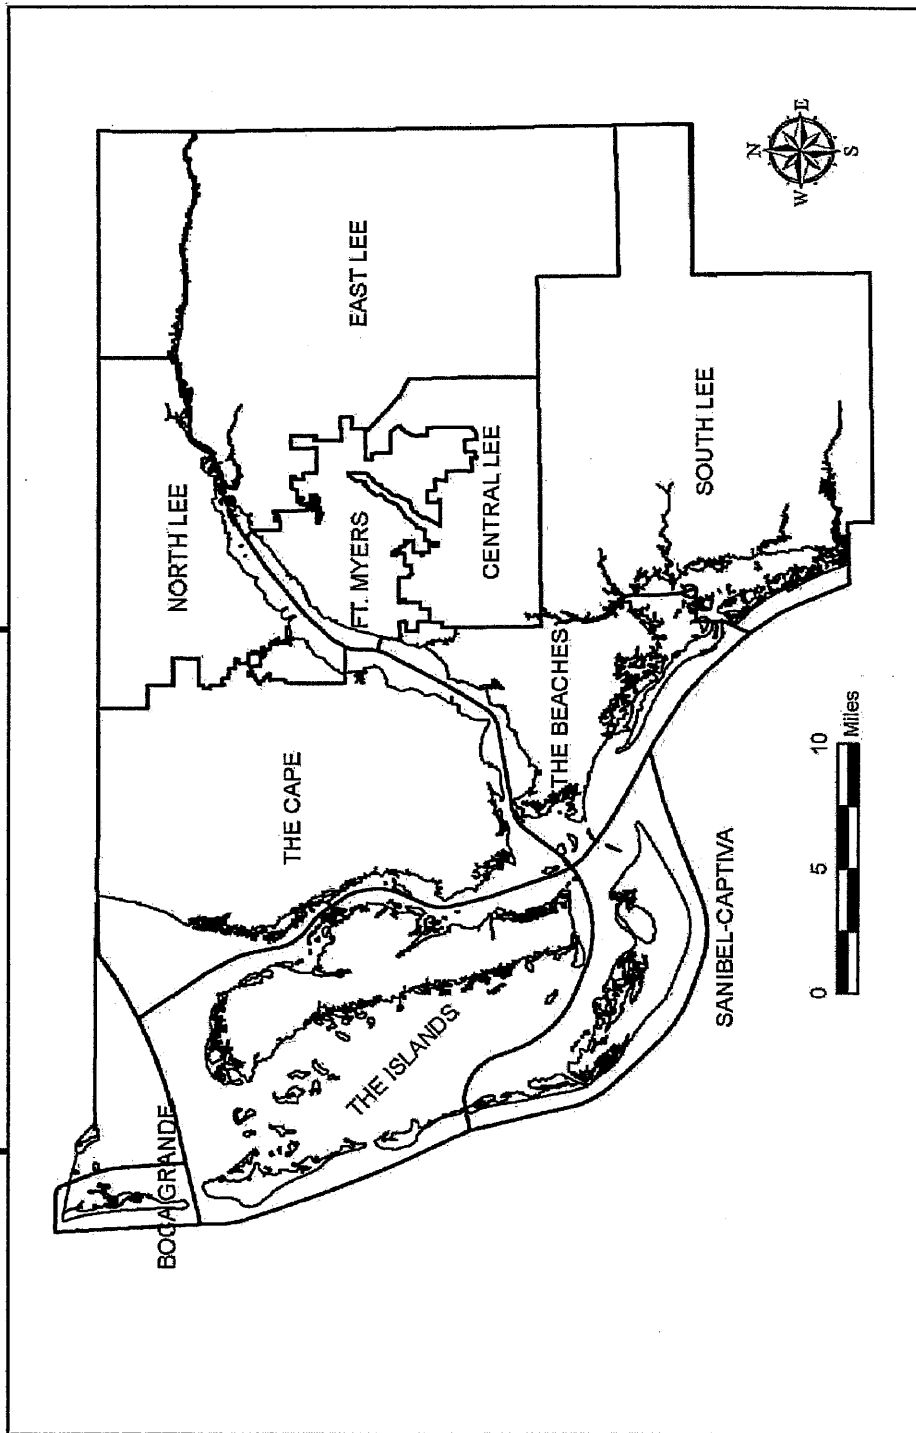 BOCA GRANDE
THE ISLANDS
SANIBEL-CAPTIVA
THE CAPE
THE BEACHES
NORTH LEE
FT. MYERS
CENTRAL LEE
EAST LEE
SOUTH LEE
0 5 10
Miles
N
W E
S